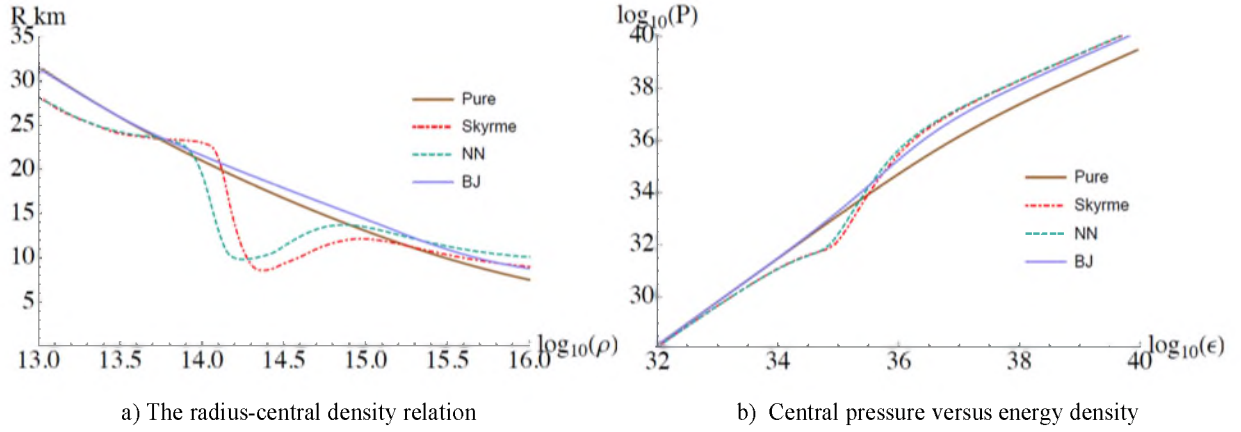 R km
35
30
25
20
15
10
5
13.0 13.5 14.0 14.5 15.0 15.5 16.0
log10(ρ)
Pure
Skyrme
NN
BJ
a) The radius-central density relation
log10(P)
40
38
36
34
32
30
32 34 36 38 40
log10(ϵ)
Pure
Skyrme
NN
BJ
b) Central pressure versus energy density